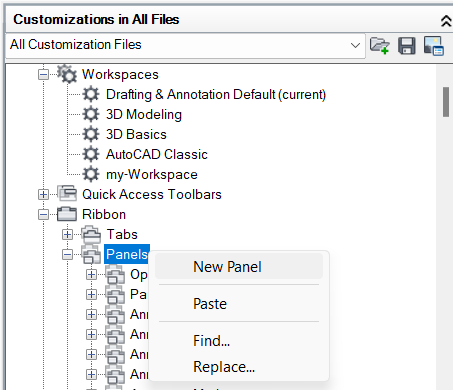 Customizations in All Files
All Customization Files
Workspaces
Drafting & Annotation Default (current)
3D Modeling
3D Basics
AutoCAD Classic
my-Workspace
Quick Access Toolbars
Ribbon
Tabs
Panels
New Panel
Op
Pa
Paste
Ann
Ann
Find...
Ann
Ann
Replace...